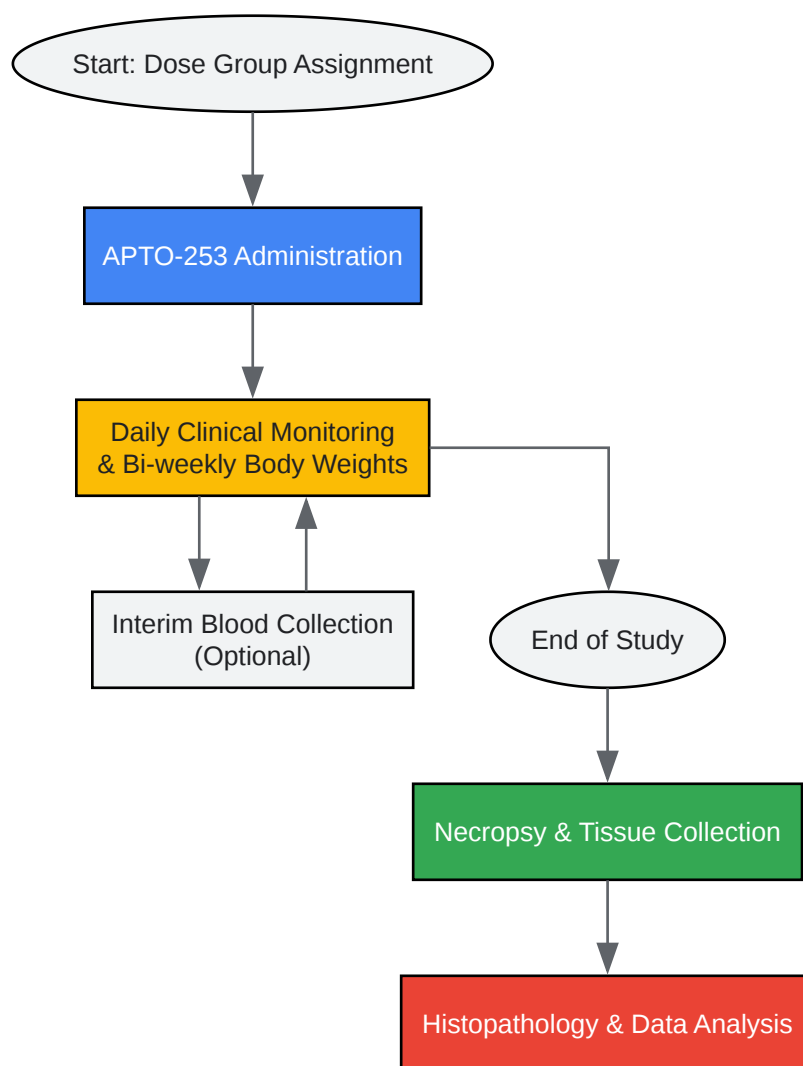 Start: Dose Group Assignment
APTO-253 Administration
Daily Clinical Monitoring
& Bi-weekly Body Weights
Interim Blood Collection
(Optional)
End of Study
Necropsy & Tissue Collection
Histopathology & Data Analysis